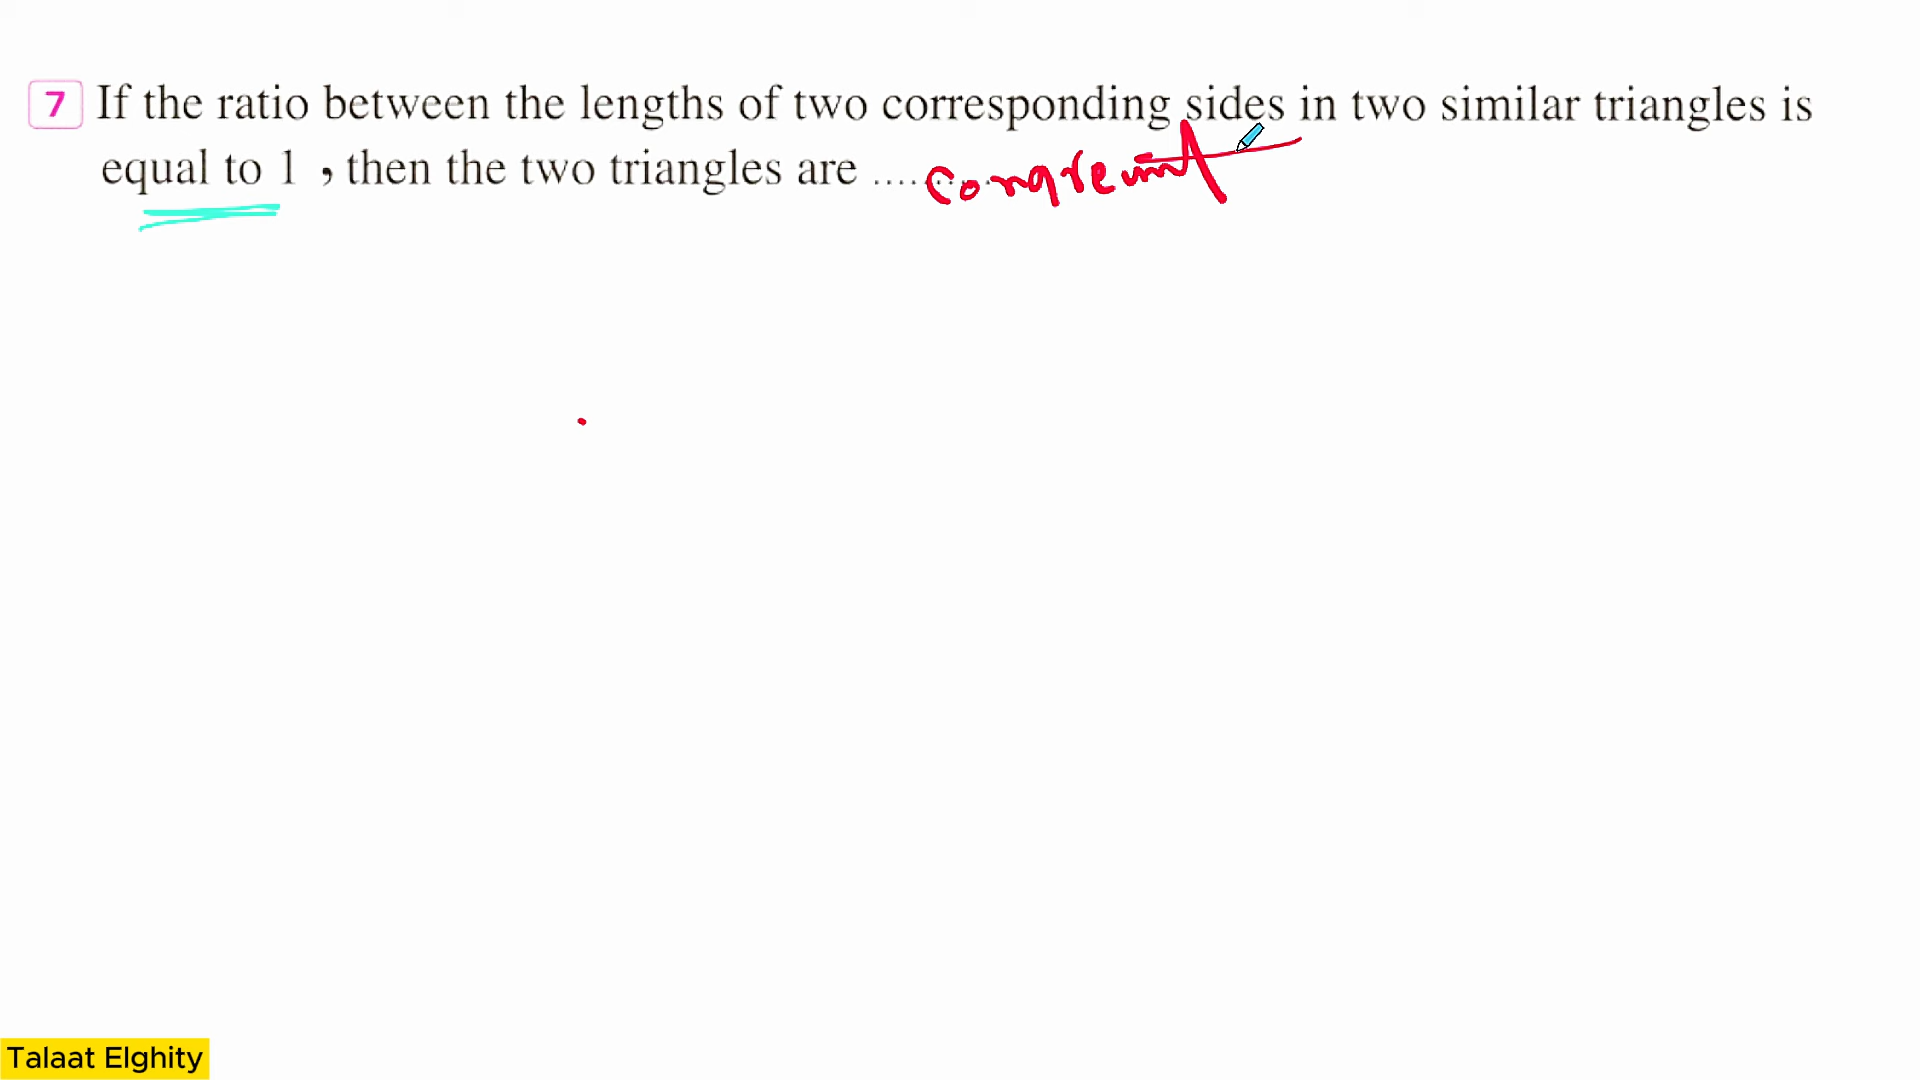 7 If the ratio between the lengths of two corresponding sides in two similar triangles is
equal to 1 , then the two triangles are ........... congreunt
Talaat Elghity